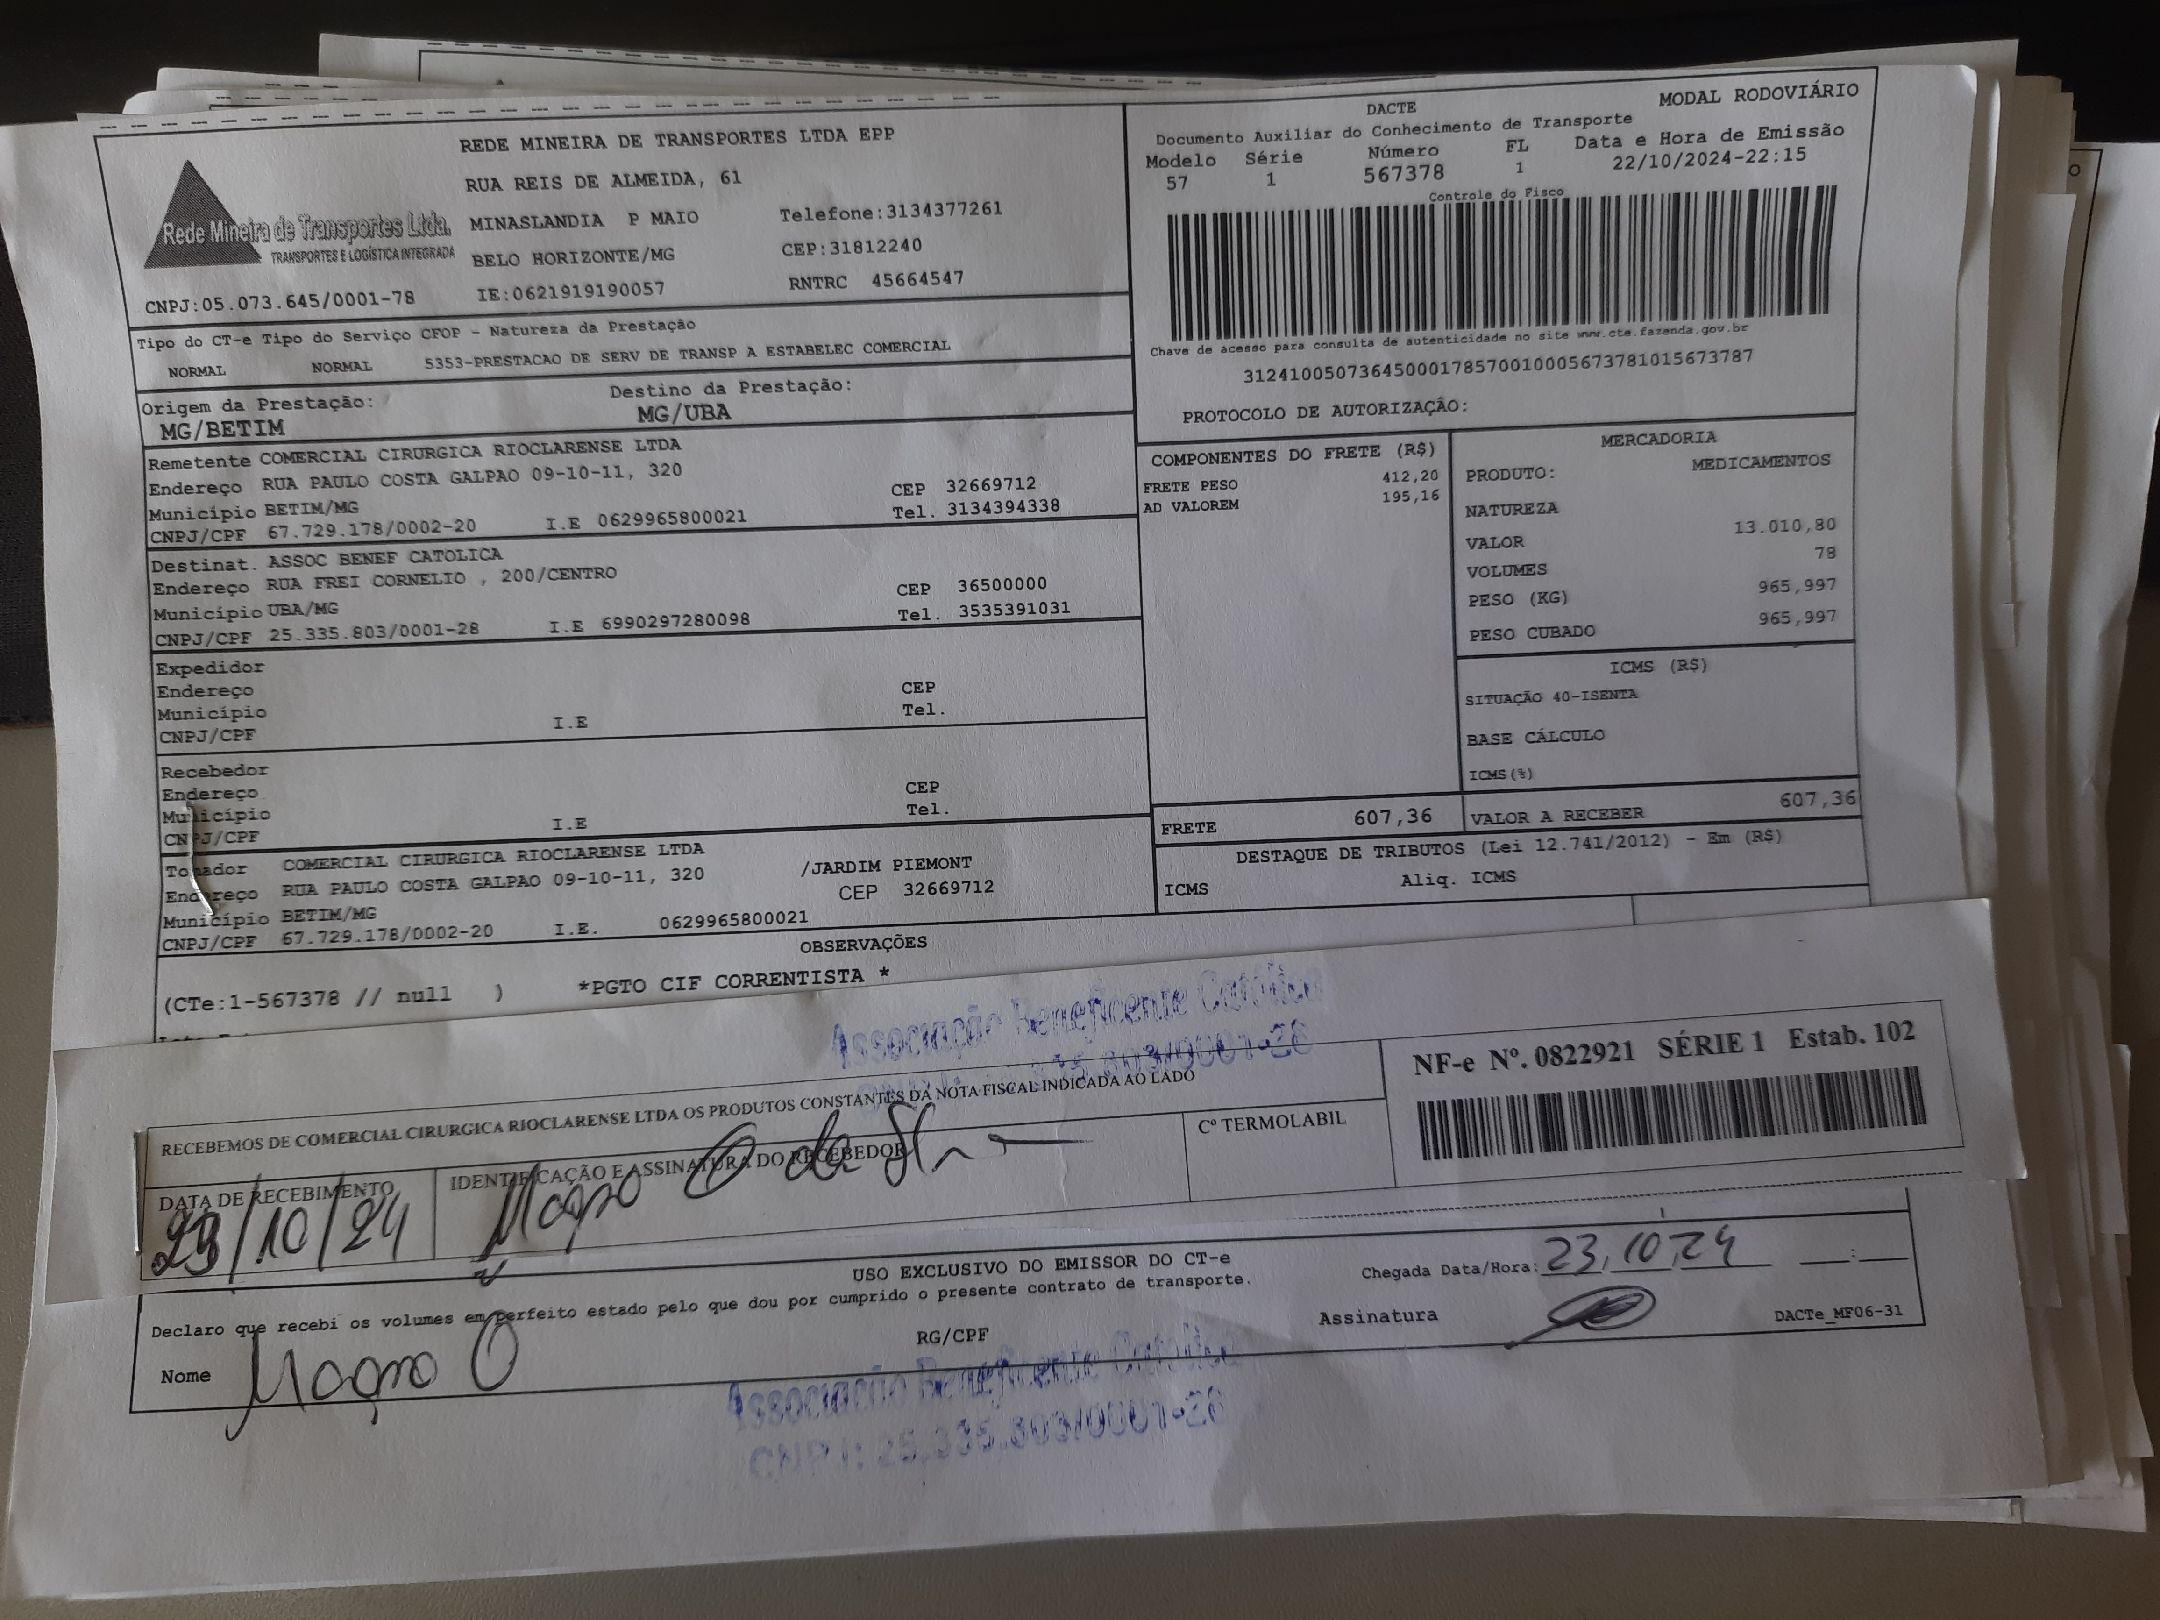 REDE MINEIRA DE TRANSPORTES LTDA EPP
RUA REIS DE ALMEIDA, 61
MINASLANDIA P MAIO Telefone:3134377261
BELO HORIZONTE/MG CEP:31812240
Rede Mineira de Transportes Ltda.
TRANSPORTES E LOGÍSTICA INTEGRADA
CNPJ:05.073.645/0001-78 IE:0621919190057 RNTRC 45664547
DACTE MODAL RODOVIÁRIO
Documento Auxiliar do Conhecimento de Transporte
Modelo Série Número FL Data e Hora de Emissão
57 1 567378 1 22/10/2024-22:15
Controle do Fisco
Chave de acesso para consulta de autenticidade no site www.cte.fazenda.gov.br
31241005073645000178570010005673781015673787
PROTOCOLO DE AUTORIZAÇÃO:
Tipo do CT-e Tipo do Serviço CFOP - Natureza da Prestação
NORMAL NORMAL 5353-PRESTACAO DE SERV DE TRANSP A ESTABELEC COMERCIAL
Origem da Prestação: Destino da Prestação:
MG/BETIM MG/UBA
Remetente COMERCIAL CIRURGICA RIOCLARENSE LTDA
Endereço RUA PAULO COSTA GALPAO 09-10-11, 320 CEP 32669712
Município BETIM/MG Tel. 3134394338
CNPJ/CPF 67.729.178/0002-20 I.E 0629965800021
Destinat. ASSOC BENEF CATOLICA
Endereço RUA FREI CORNELIO , 200/CENTRO CEP 36500000
Município UBA/MG Tel. 3535391031
CNPJ/CPF 25.335.803/0001-28 I.E 6990297280098
Expedidor
Endereço CEP
Município Tel.
CNPJ/CPF I.E
Recebedor
Endereço CEP
Município Tel.
CNPJ/CPF I.E
Tomador COMERCIAL CIRURGICA RIOCLARENSE LTDA
Endereço RUA PAULO COSTA GALPAO 09-10-11, 320 /JARDIM PIEMONT
Município BETIM/MG CEP 32669712
CNPJ/CPF 67.729.178/0002-20 I.E. 0629965800021
COMPONENTES DO FRETE (R$)
FRETE PESO 412,20
AD VALOREM 195,16
MERCADORIA
PRODUTO: MEDICAMENTOS
NATUREZA
VALOR 13.010,80
VOLUMES 78
PESO (KG) 965,997
PESO CUBADO 965,997
ICMS (R$)
SITUAÇÃO 40-ISENTA
BASE CÁLCULO
ICMS(%)
FRETE 607,36 VALOR A RECEBER 607,36
DESTAQUE DE TRIBUTOS (Lei 12.741/2012) - Em (R$)
ICMS Aliq. ICMS
OBSERVAÇÕES
(CTe:1-567378 // null ) *PGTO CIF CORRENTISTA *
Associação Beneficente Catolica
RECEBEMOS DE COMERCIAL CIRURGICA RIOCLARENSE LTDA OS PRODUTOS CONSTANTES DA NOTA FISCAL INDICADA AO LADO
NF-e Nº. 0822921 SÉRIE 1 Estab. 102
DATA DE RECEBIMENTO IDENTIFICAÇÃO E ASSINATURA DO RECEBEDOR Cº TERMOLABIL
23/10/24 Magno O da Silva
USO EXCLUSIVO DO EMISSOR DO CT-e
Declaro que recebi os volumes em perfeito estado pelo que dou por cumprido o presente contrato de transporte.
Chegada Data/Hora: 23,10,24 :
Nome Magno O RG/CPF Assinatura DACTe_MF06-31
Associação Beneficente Catolica
CNPJ: 25.335.803/0001-28